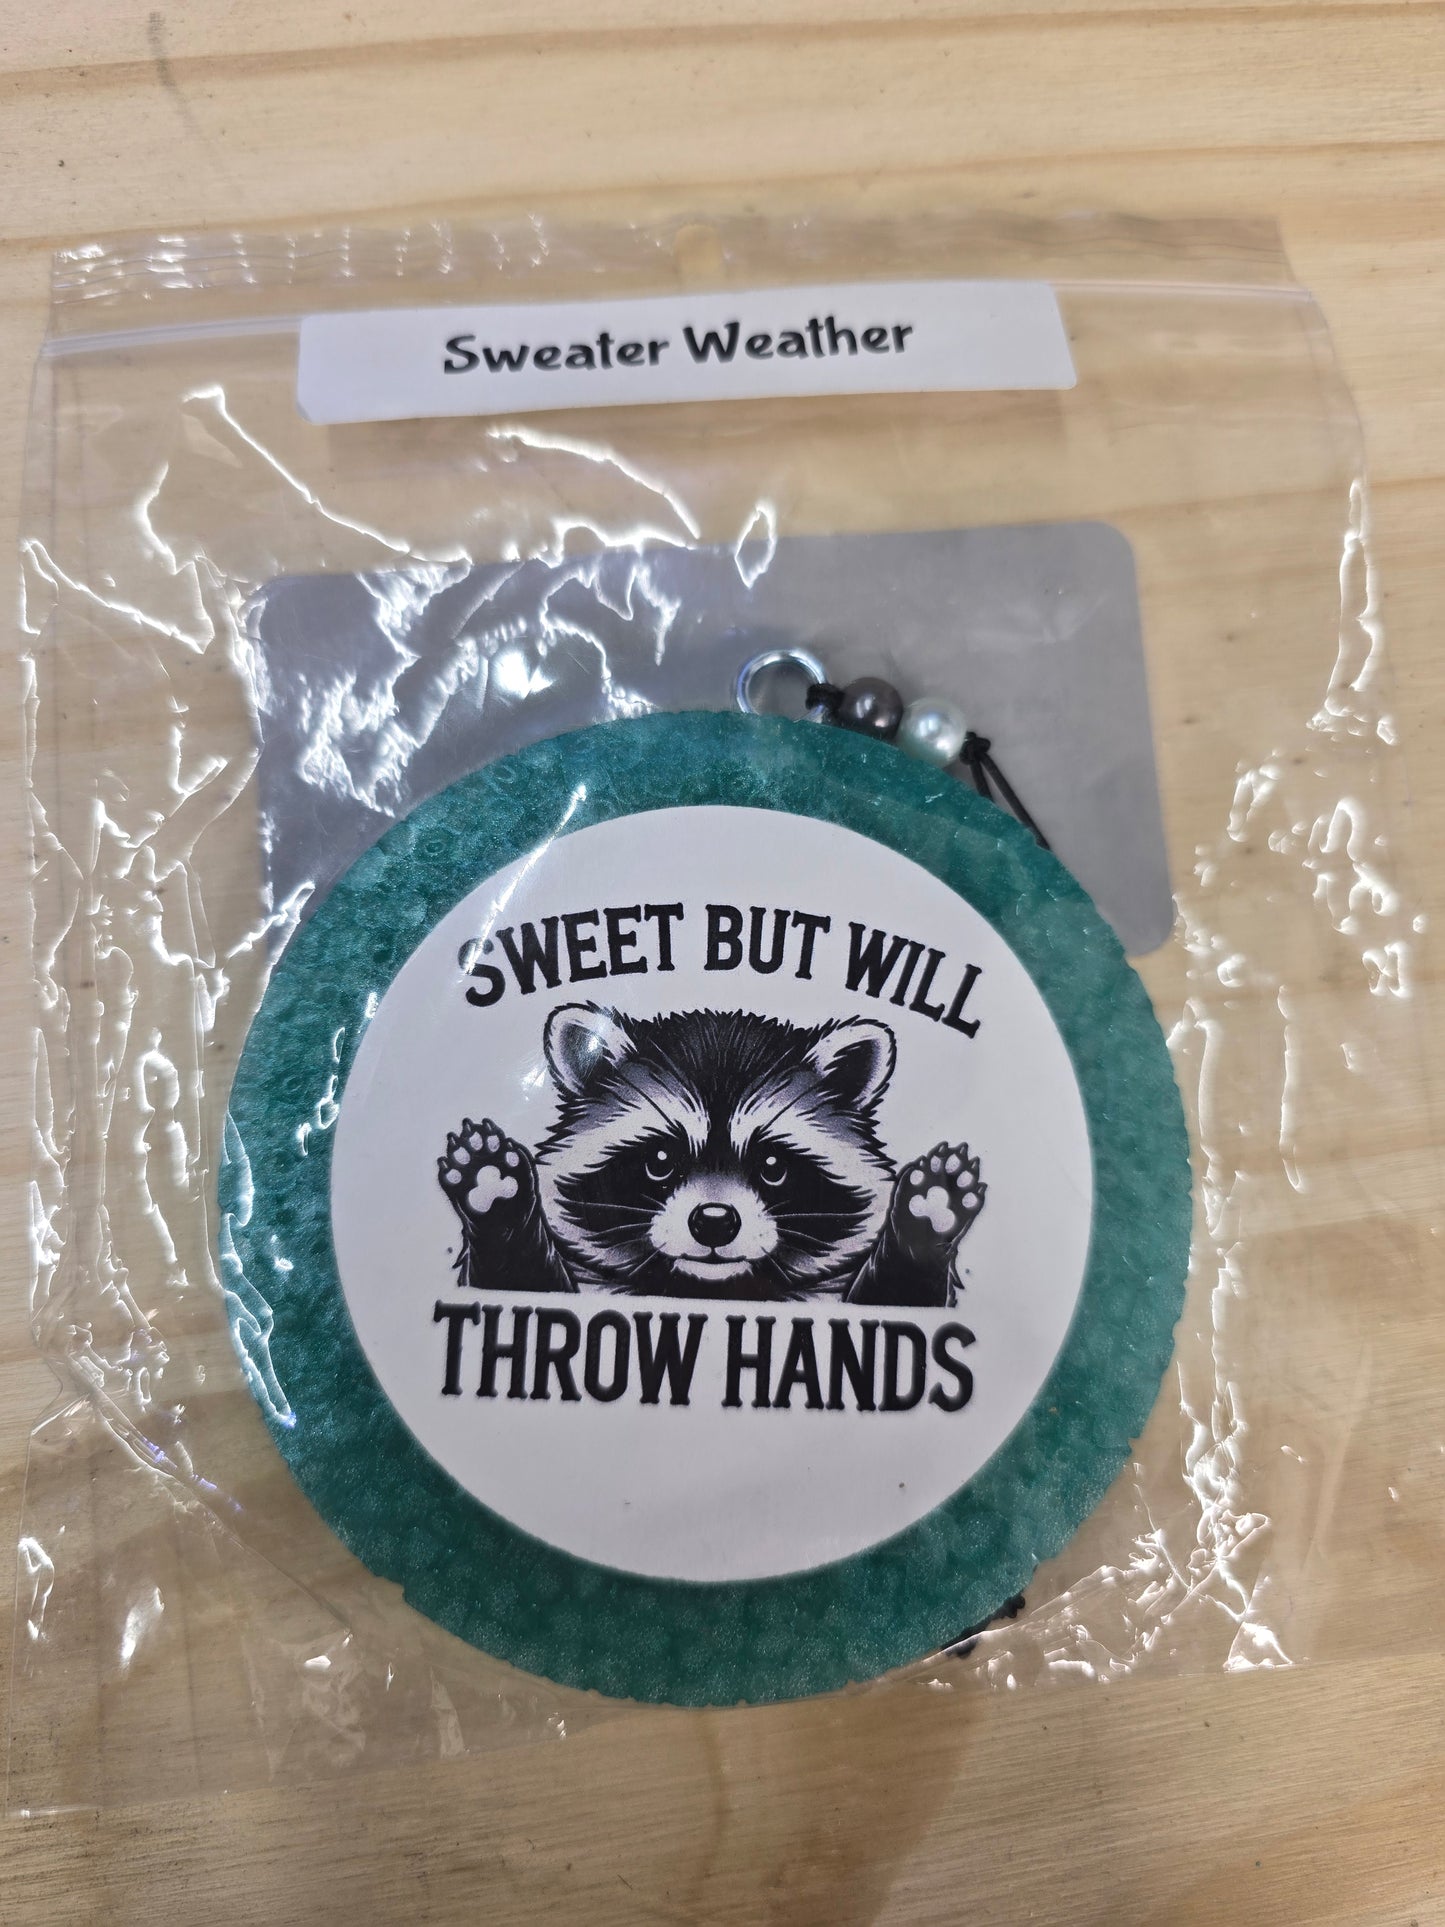 Sweater Weather
SWEET BUT WILL
THROW HANDS